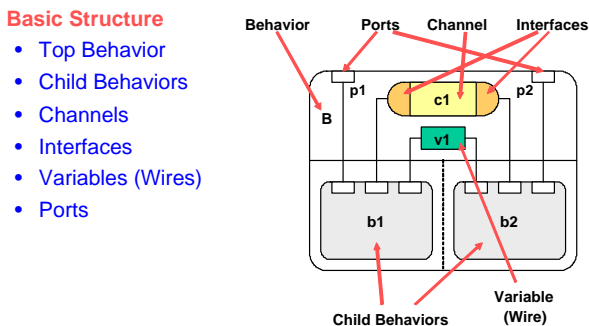 Basic Structure
• Top Behavior
• Child Behaviors
• Channels
• Interfaces
• Variables (Wires)
• Ports
Behavior Ports Channel Interfaces
p1 c1 p2
B
v1
b1 b2
Child Behaviors
Variable
(Wire)